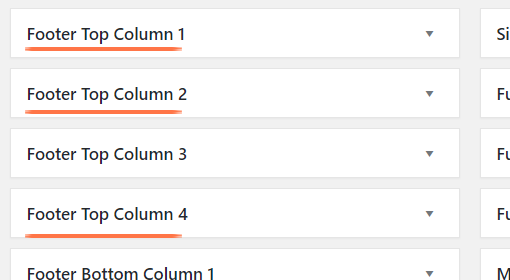 Footer Top Column 1
Footer Top Column 2
Footer Top Column 3
Footer Top Column 4
Footer Bottom Column 1